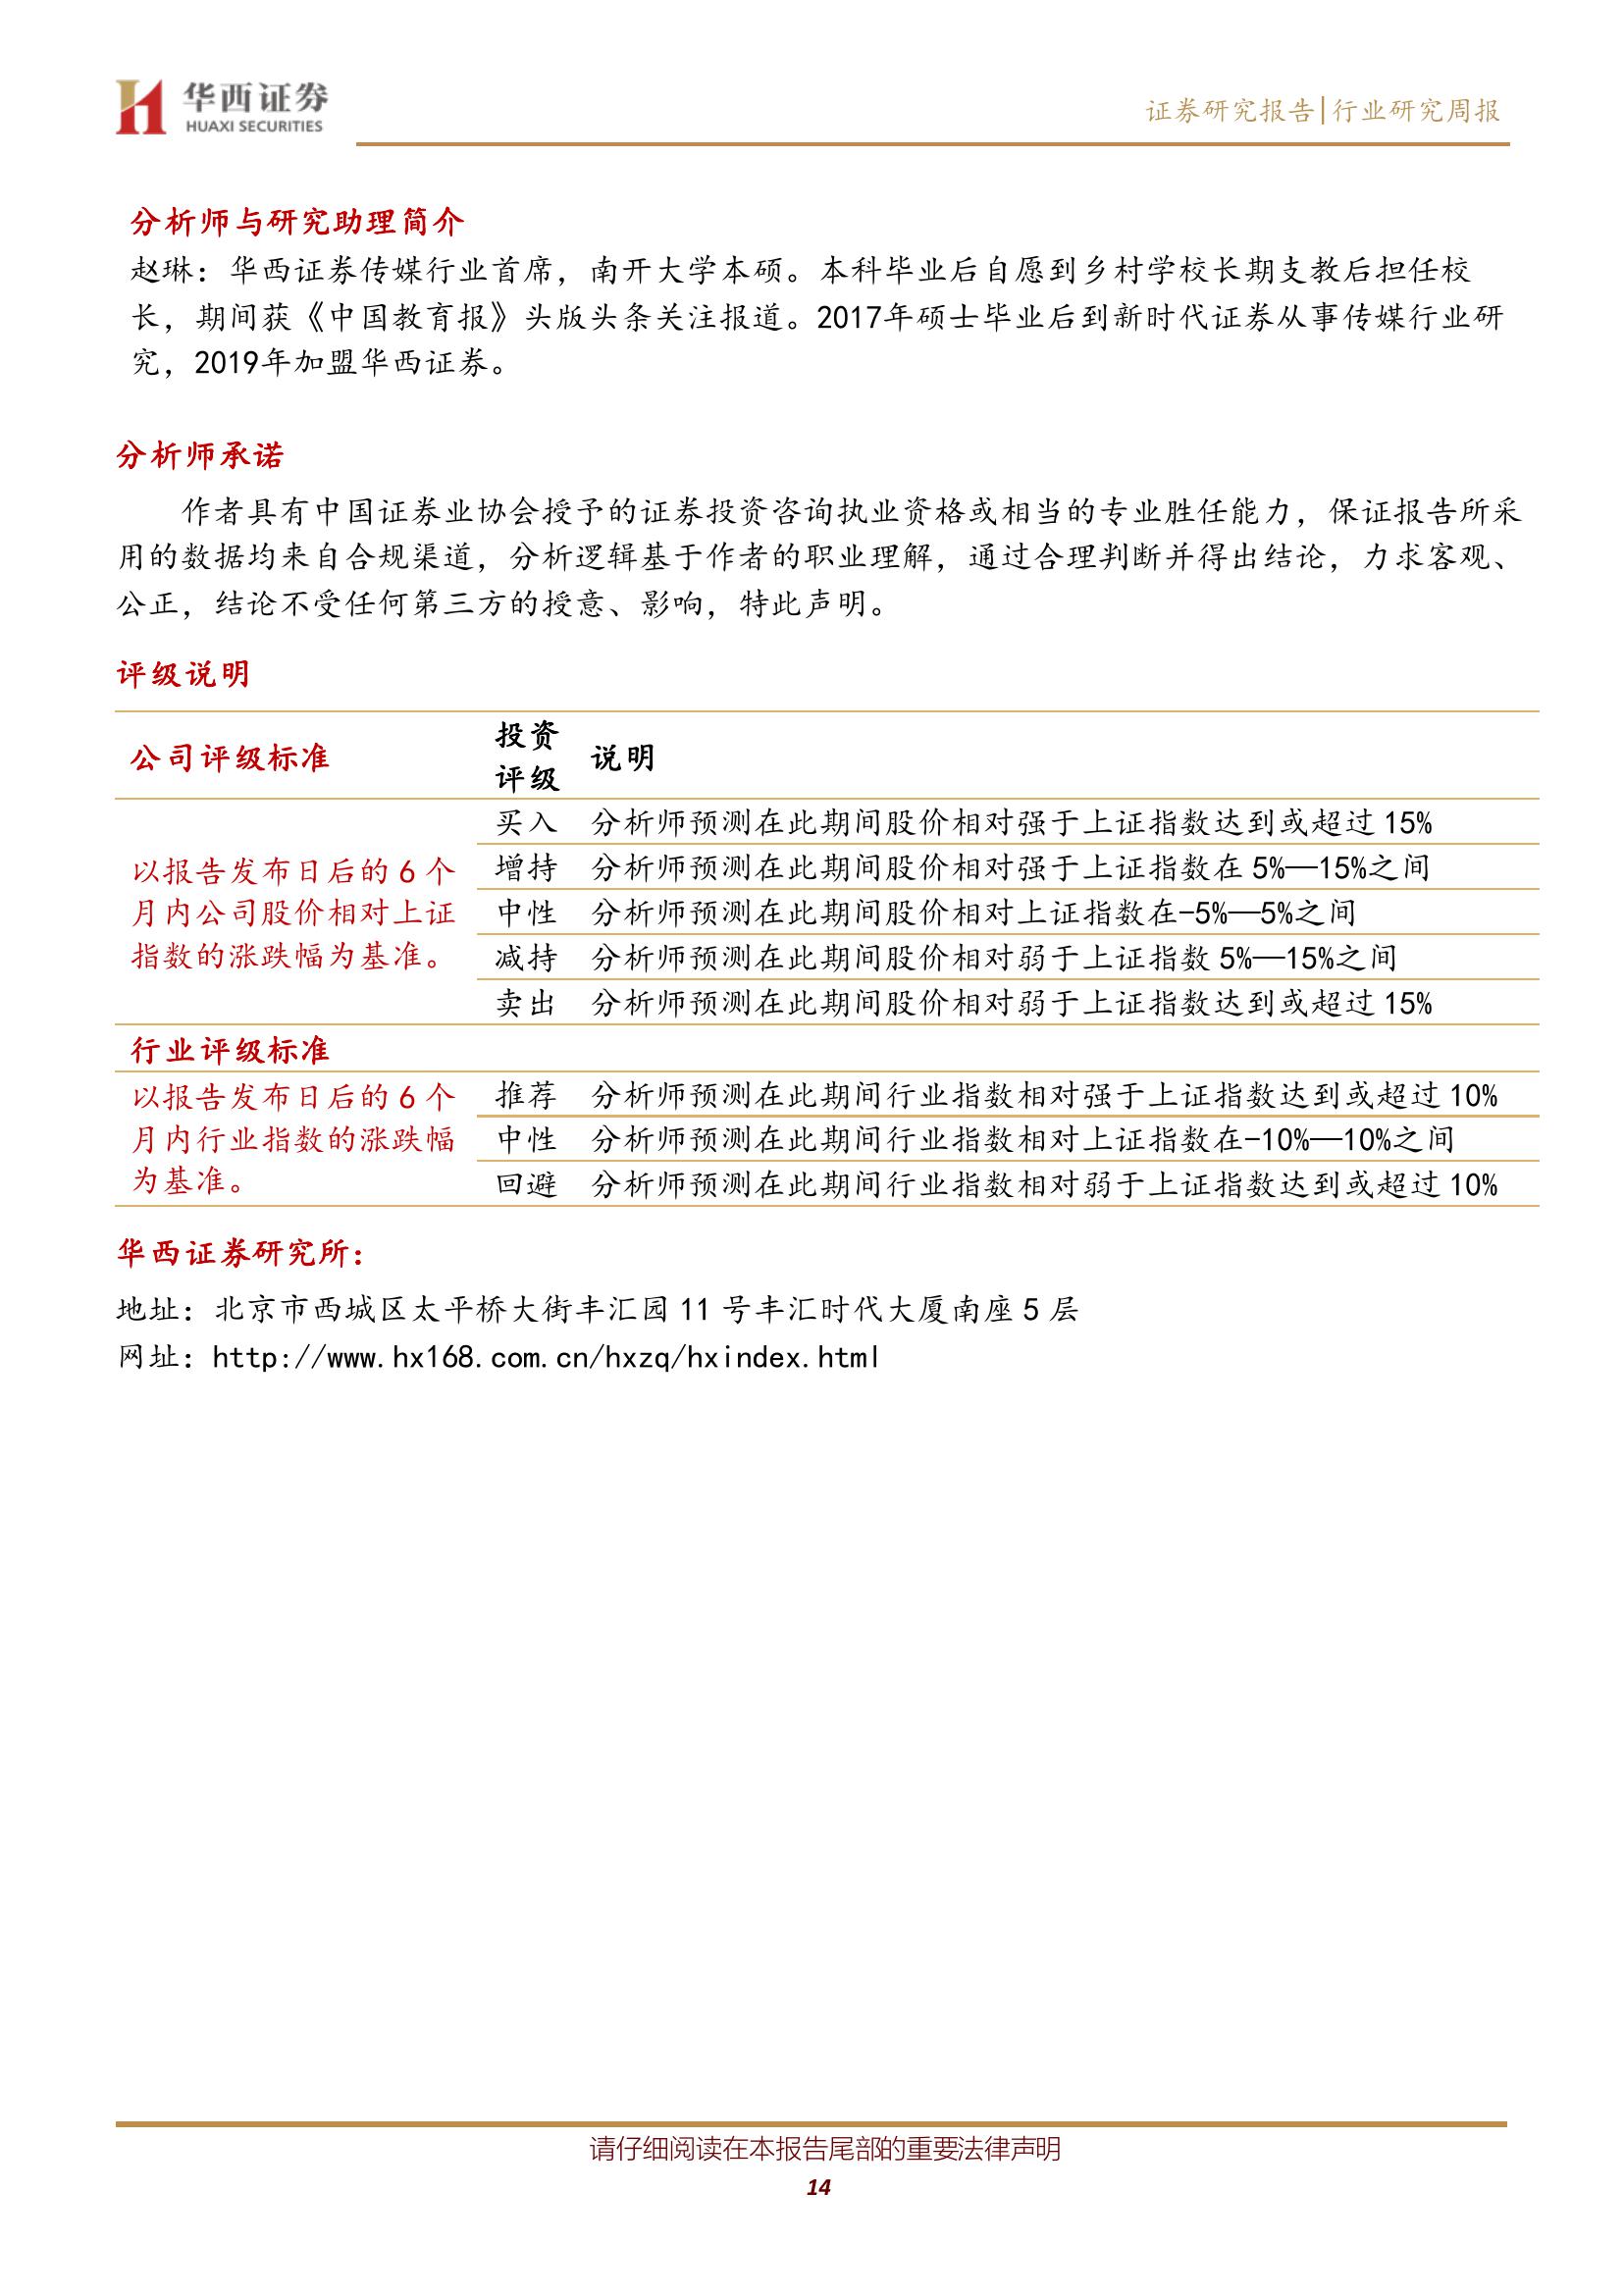 华西证券
HUAXI SECURITIES
证券研究报告|行业研究周报
分析师与研究助理简介
赵琳：华西证券传媒行业首席，南开大学本硕。本科毕业后自愿到乡村学校长期支教后担任校
长，期间获《中国教育报》头版头条关注报道。2017年硕士毕业后到新时代证券从事传媒行业研
究，2019年加盟华西证券。
分析师承诺
作者具有中国证券业协会授予的证券投资咨询执业资格或相当的专业胜任能力，保证报告所采
用的数据均来自合规渠道，分析逻辑基于作者的职业理解，通过合理判断并得出结论，力求客观、
公正，结论不受任何第三方的授意、影响，特此声明。
评级说明
公司评级标准
投资
评级
说明
以报告发布日后的 6 个
月内公司股价相对上证
指数的涨跌幅为基准。
买入 分析师预测在此期间股价相对强于上证指数达到或超过 15%
增持 分析师预测在此期间股价相对强于上证指数在 5%—15%之间
中性 分析师预测在此期间股价相对上证指数在-5%—5%之间
减持 分析师预测在此期间股价相对弱于上证指数 5%—15%之间
卖出 分析师预测在此期间股价相对弱于上证指数达到或超过 15%
行业评级标准
以报告发布日后的 6 个
月内行业指数的涨跌幅
为基准。
推荐 分析师预测在此期间行业指数相对强于上证指数达到或超过 10%
中性 分析师预测在此期间行业指数相对上证指数在-10%—10%之间
回避 分析师预测在此期间行业指数相对弱于上证指数达到或超过 10%
华西证券研究所：
地址：北京市西城区太平桥大街丰汇园 11 号丰汇时代大厦南座 5 层
网址：http://www.hx168.com.cn/hxzq/hxindex.html
请仔细阅读在本报告尾部的重要法律声明
14